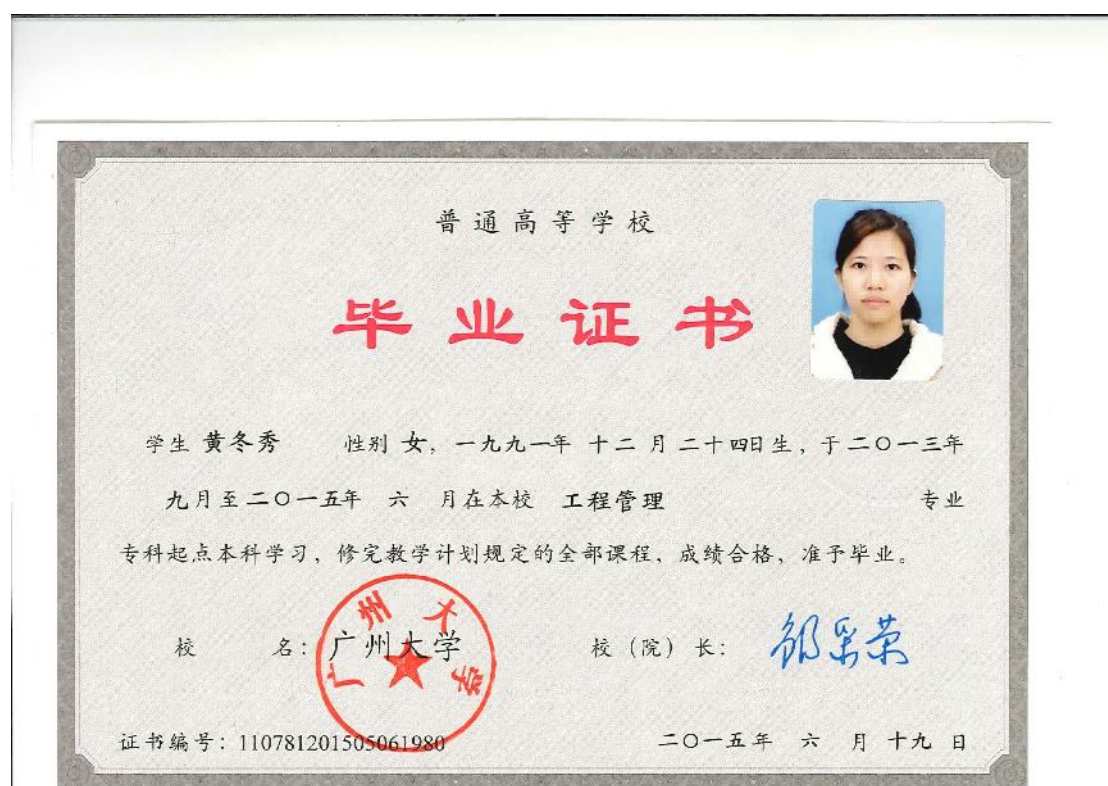 普通高等学校
毕业证书
学生 黄冬秀 性别 女，一九九一年 十二 月 二十四日生，于二〇一三年
九月至二〇一五年 六 月在本校 工程管理 专业
专科起点本科学习，修完教学计划规定的全部课程，成绩合格，准予毕业。
校 名：广州大学 校（院）长：
广州大学
证书编号：110781201505061980 二〇一五年 六 月 十九 日